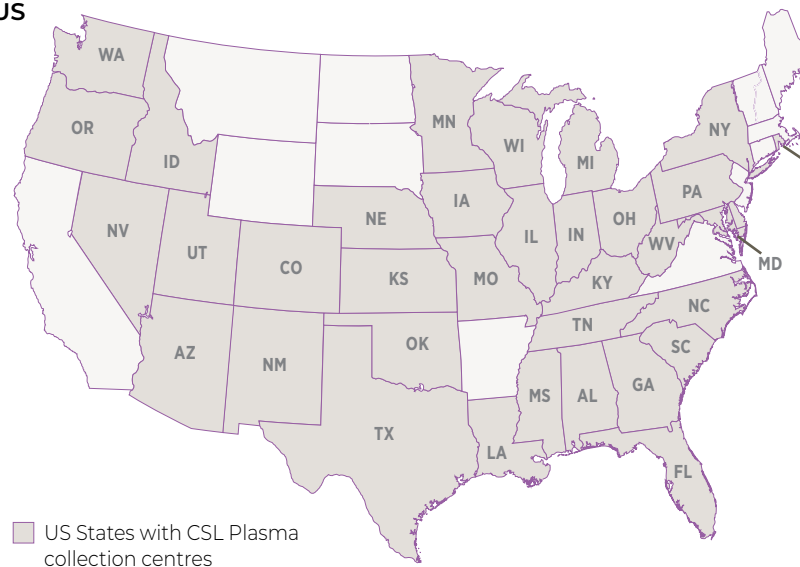 US
WA
OR
ID
MN
WI
MI
NY
IA
PA
NV
UT
NE
IL
IN
OH
WV
MD
CO
KS
MO
KY
NC
TN
SC
AZ
NM
OK
MS
AL
GA
TX
LA
FL
US States with CSL Plasma
collection centres